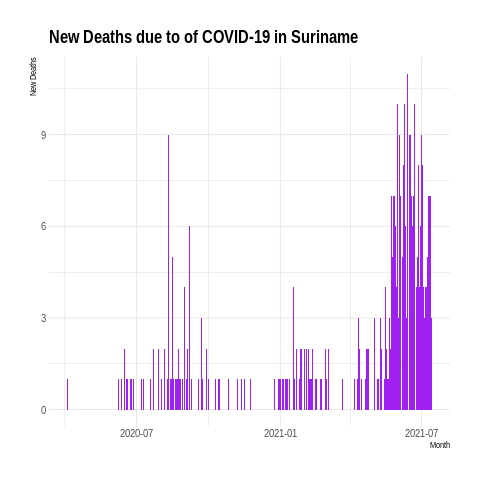 New Deaths due to of COVID-19 in Suriname
New Deaths
9
6
3
0
2020-07
2021-01
2021-07
Month